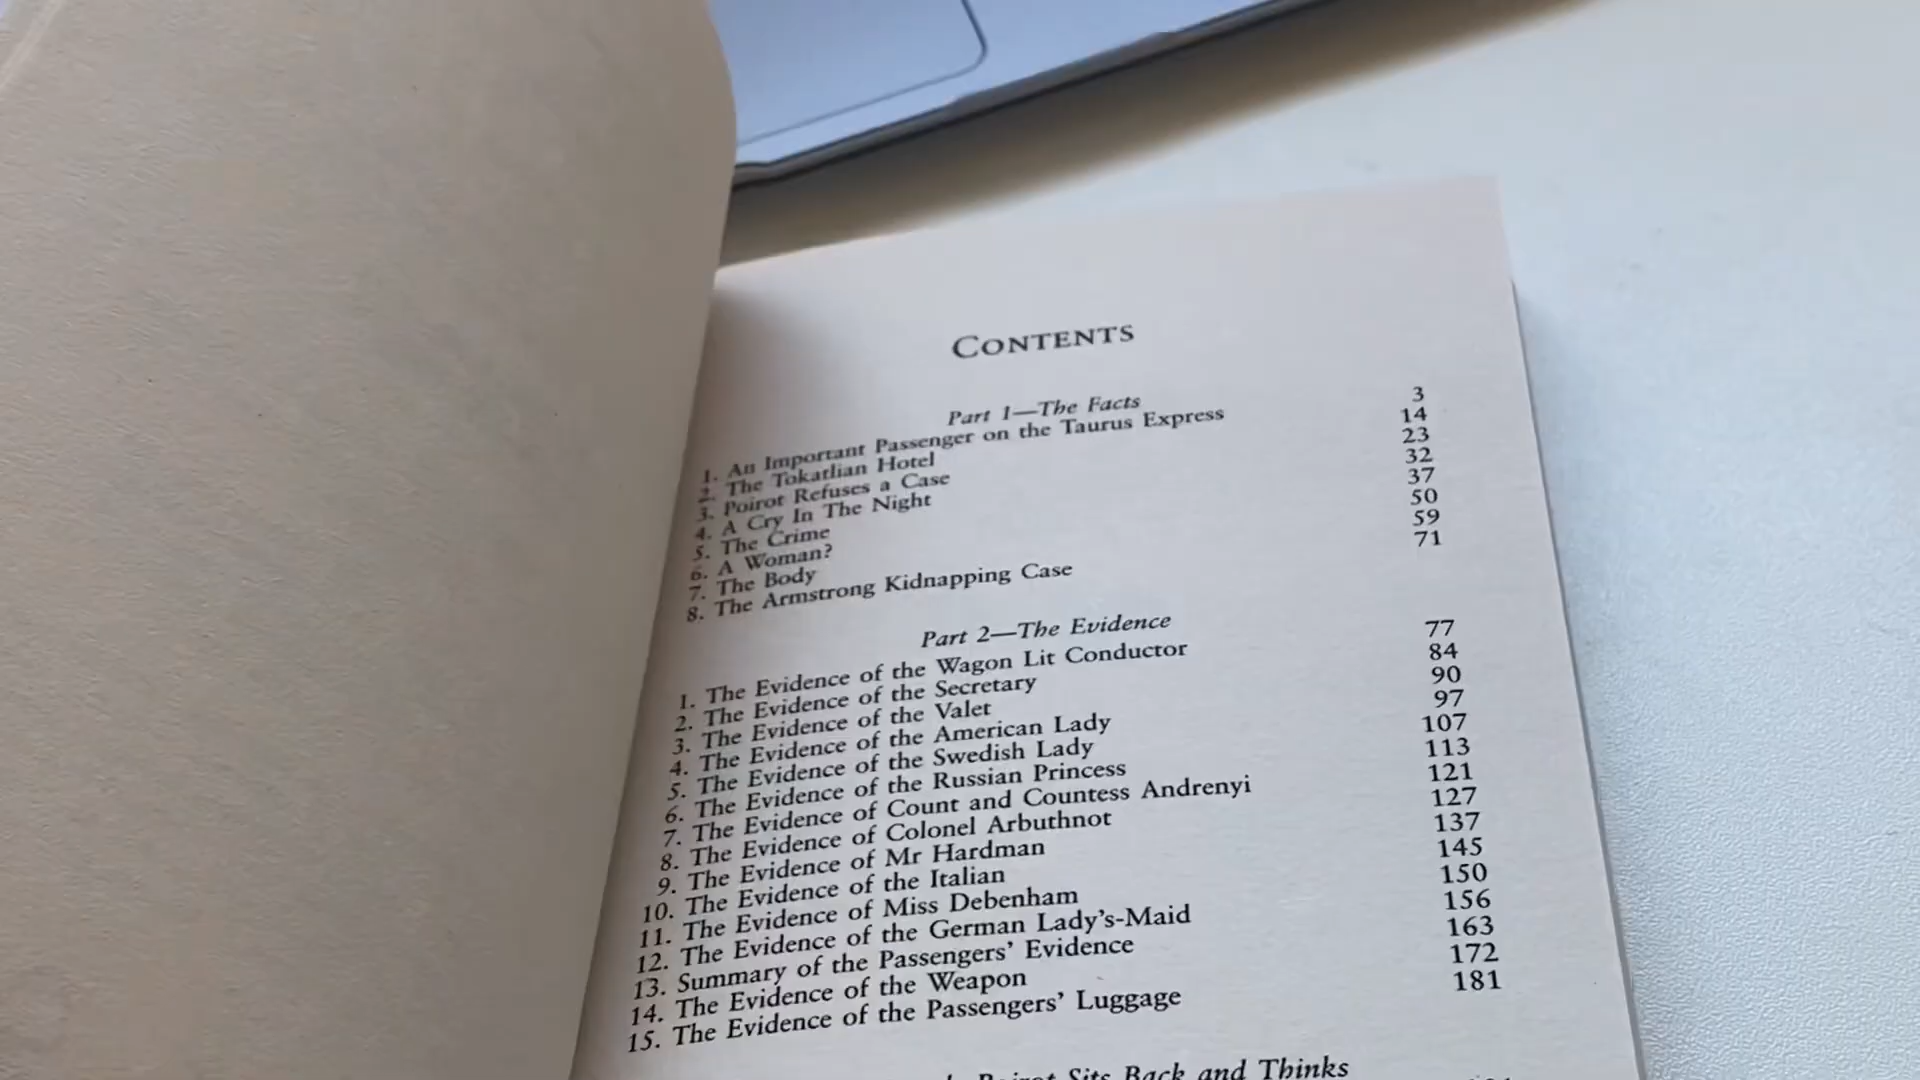 CONTENTS
Part 1—The Facts
1. An Important Passenger on the Taurus Express 3
2. The Tokatlian Hotel 14
3. Poirot Refuses a Case 23
4. A Cry In The Night 32
5. The Crime 37
6. A Woman? 50
7. The Body 59
8. The Armstrong Kidnapping Case 71
Part 2—The Evidence
1. The Evidence of the Wagon Lit Conductor 77
2. The Evidence of the Secretary 84
3. The Evidence of the Valet 90
4. The Evidence of the American Lady 97
5. The Evidence of the Swedish Lady 107
6. The Evidence of the Russian Princess 113
7. The Evidence of Count and Countess Andrenyi 121
8. The Evidence of Colonel Arbuthnot 127
9. The Evidence of Mr Hardman 137
10. The Evidence of the Italian 145
11. The Evidence of Miss Debenham 150
12. The Evidence of the German Lady's-Maid 156
13. Summary of the Passengers' Evidence 163
14. The Evidence of the Weapon 172
15. The Evidence of the Passengers' Luggage 181
Poirot Sits Back and Thinks